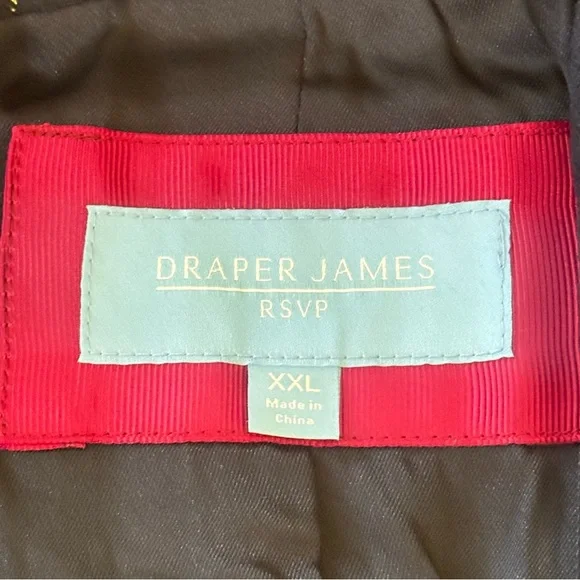 DRAPER JAMES
RSVP
XXL
Made in
China